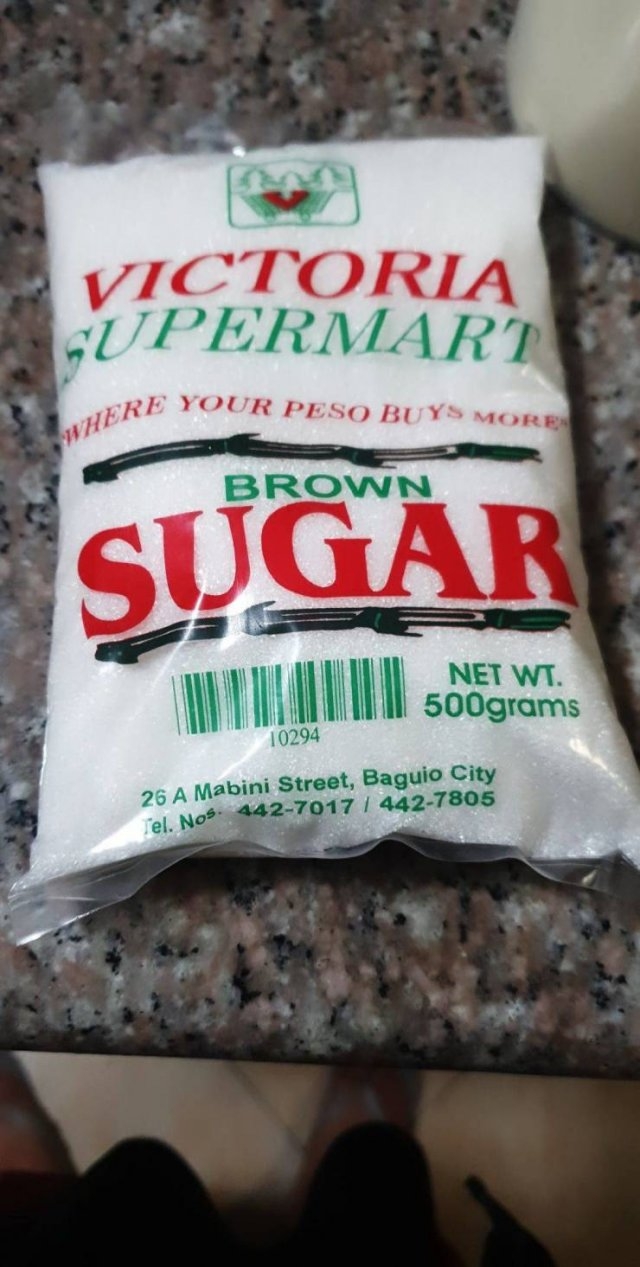 VICTORIA
SUPERMART
"WHERE YOUR PESO BUYS MORE"
BROWN
SUGAR
NET WT.
500grams
10294
26 A Mabini Street, Baguio City
Tel. Nos. 442-7017 / 442-7805